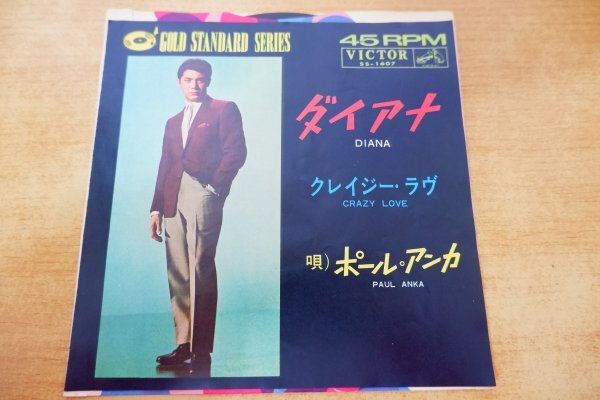 GOLD STANDARD SERIES
45 RPM
VICTOR
SS-1607
ダイアナ
DIANA
クレイジー・ラヴ
CRAZY LOVE
唄)ポール。アンカ
PAUL ANKA